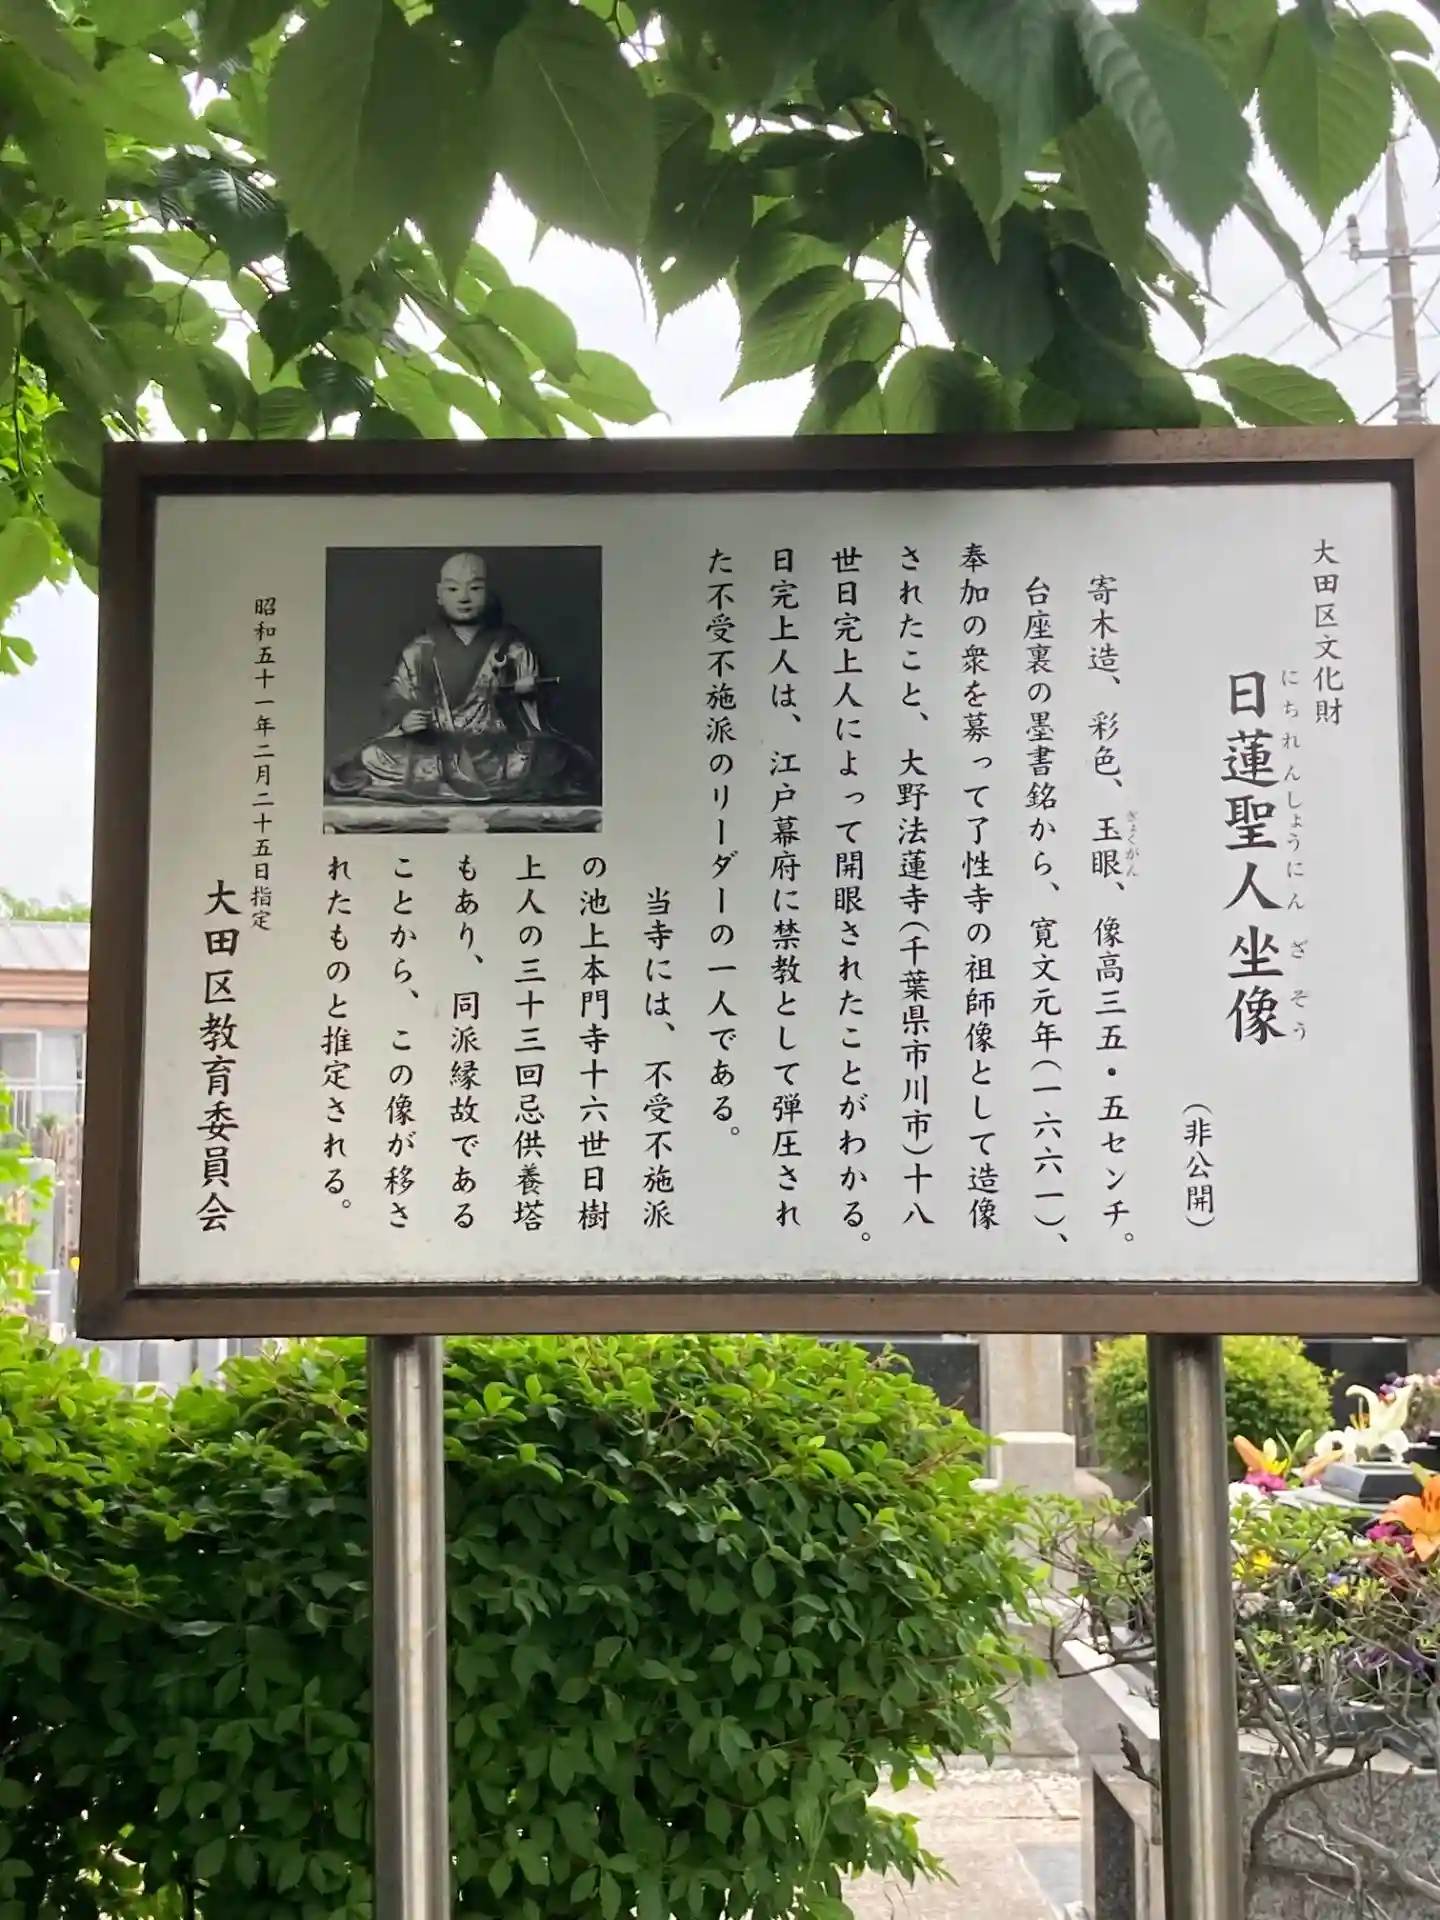 大田区文化財
日蓮聖人坐像
にちれんしょうにんざぞう
（非公開）
寄木造、彩色、玉眼、像高三五・五センチ。
ぎょくがん
台座裏の墨書銘から、寛文元年（一六六一）、
奉加の衆を募って了性寺の祖師像として造像
されたこと、大野法蓮寺（千葉県市川市）十八
世日完上人によって開眼されたことがわかる。
日完上人は、江戸幕府に禁教として弾圧され
た不受不施派のリーダーの一人である。
当寺には、不受不施派
の池上本門寺十六世日樹
上人の三十三回忌供養塔
もあり、同派縁故である
ことから、この像が移さ
れたものと推定される。
昭和五十一年二月二十五日指定
大田区教育委員会